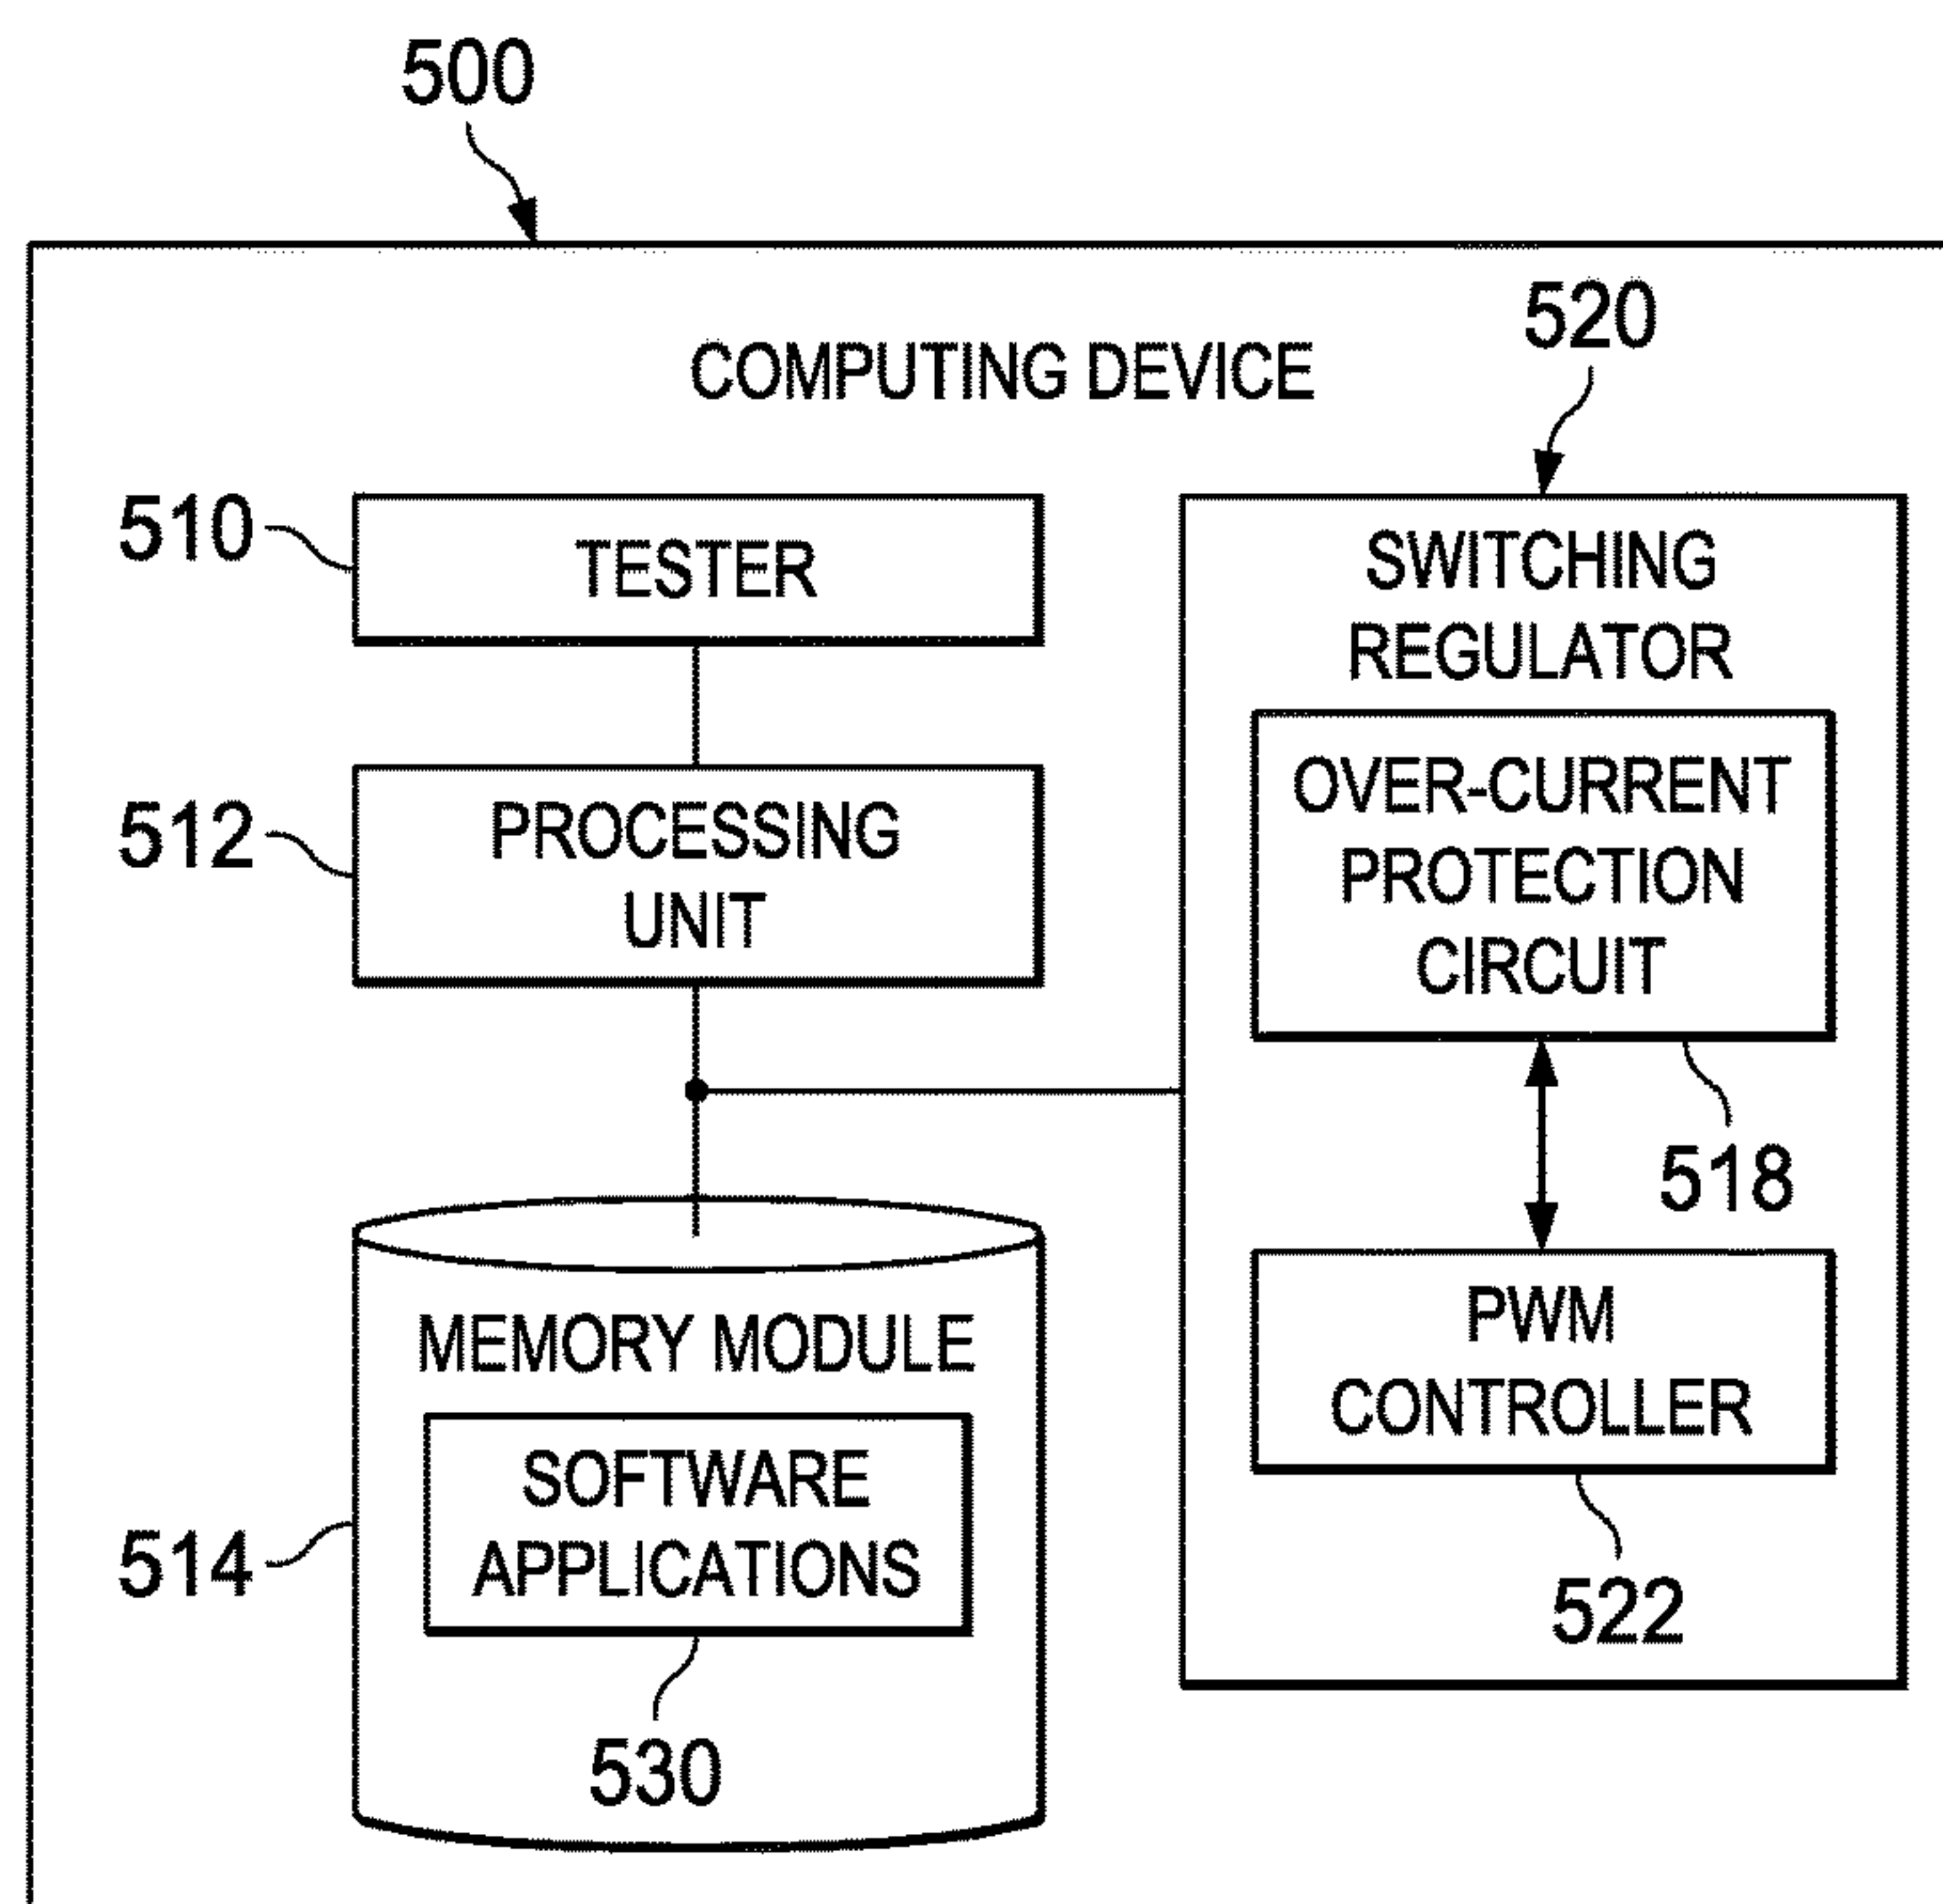 500
COMPUTING DEVICE
520
510
TESTER
SWITCHING
REGULATOR
512
PROCESSING
UNIT
OVER-CURRENT
PROTECTION
CIRCUIT
518
MEMORY MODULE
PWM
CONTROLLER
514
SOFTWARE
APPLICATIONS
522
530